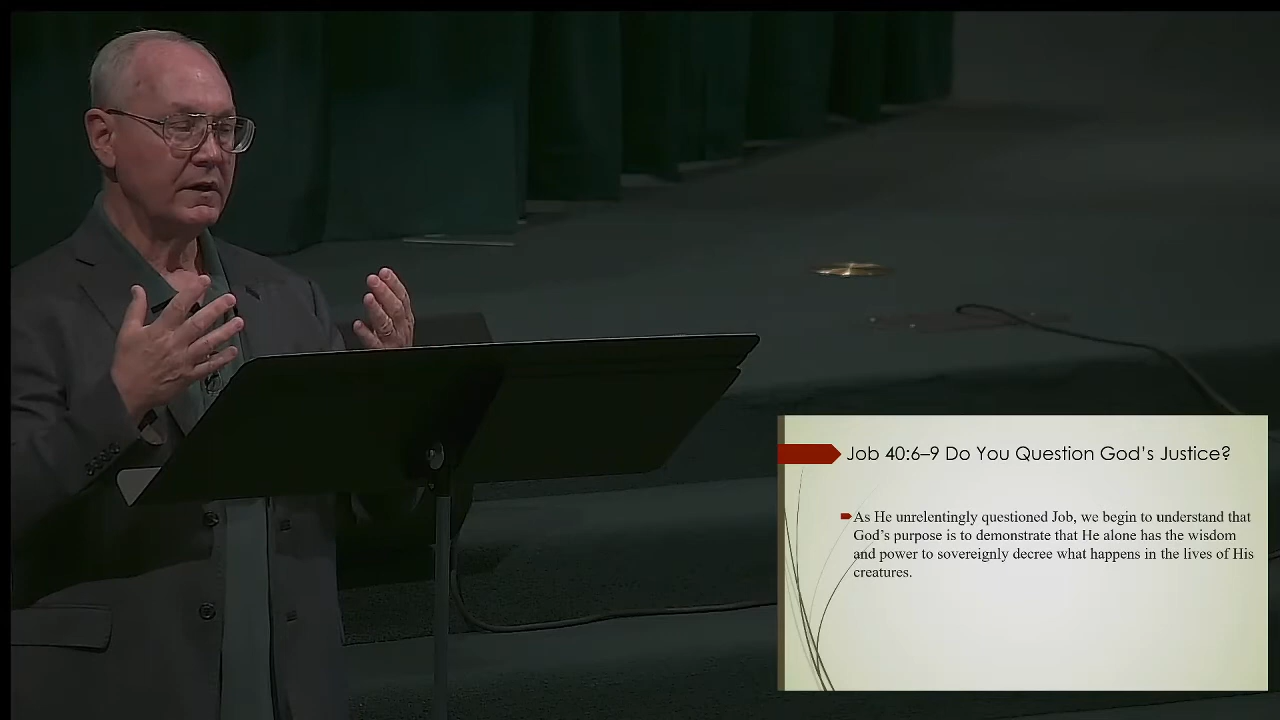 Job 40:6–9 Do You Question God's Justice?
As He unrelentingly questioned Job, we begin to understand that
God's purpose is to demonstrate that He alone has the wisdom
and power to sovereignly decree what happens in the lives of His
creatures.